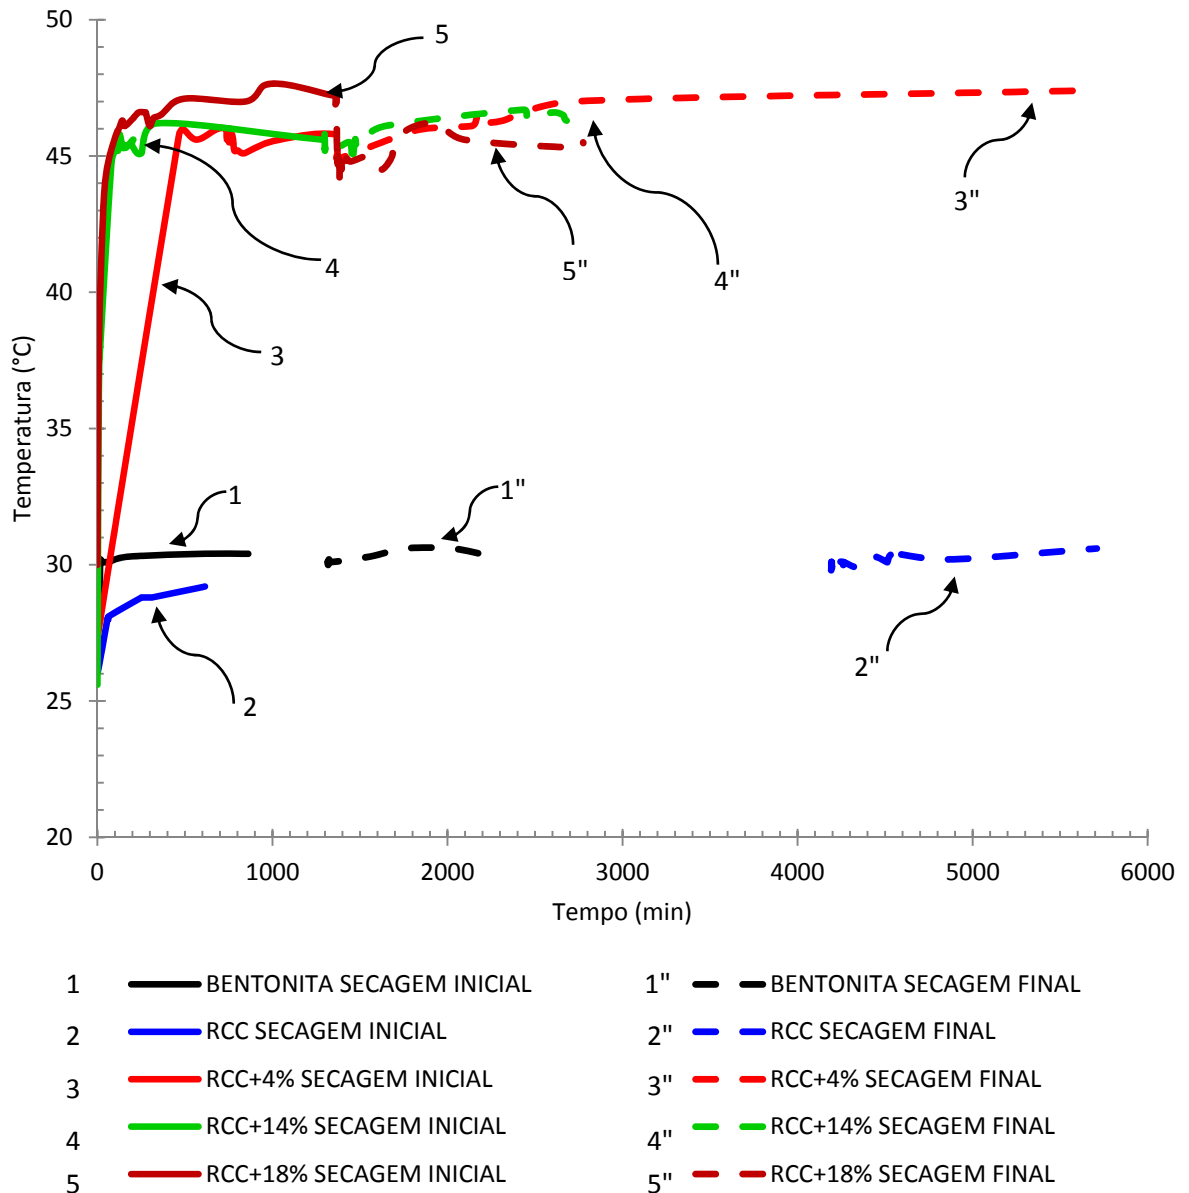 50
45
40
35
30
25
20
Temperatura (°C)
5
4
3
1
2
1"
5"
4"
3"
2"
0 1000 2000 3000 4000 5000 6000
Tempo (min)
1 BENTONITA SECAGEM INICIAL 1" BENTONITA SECAGEM FINAL
2 RCC SECAGEM INICIAL 2" RCC SECAGEM FINAL
3 RCC+4% SECAGEM INICIAL 3" RCC+4% SECAGEM FINAL
4 RCC+14% SECAGEM INICIAL 4" RCC+14% SECAGEM FINAL
5 RCC+18% SECAGEM INICIAL 5" RCC+18% SECAGEM FINAL